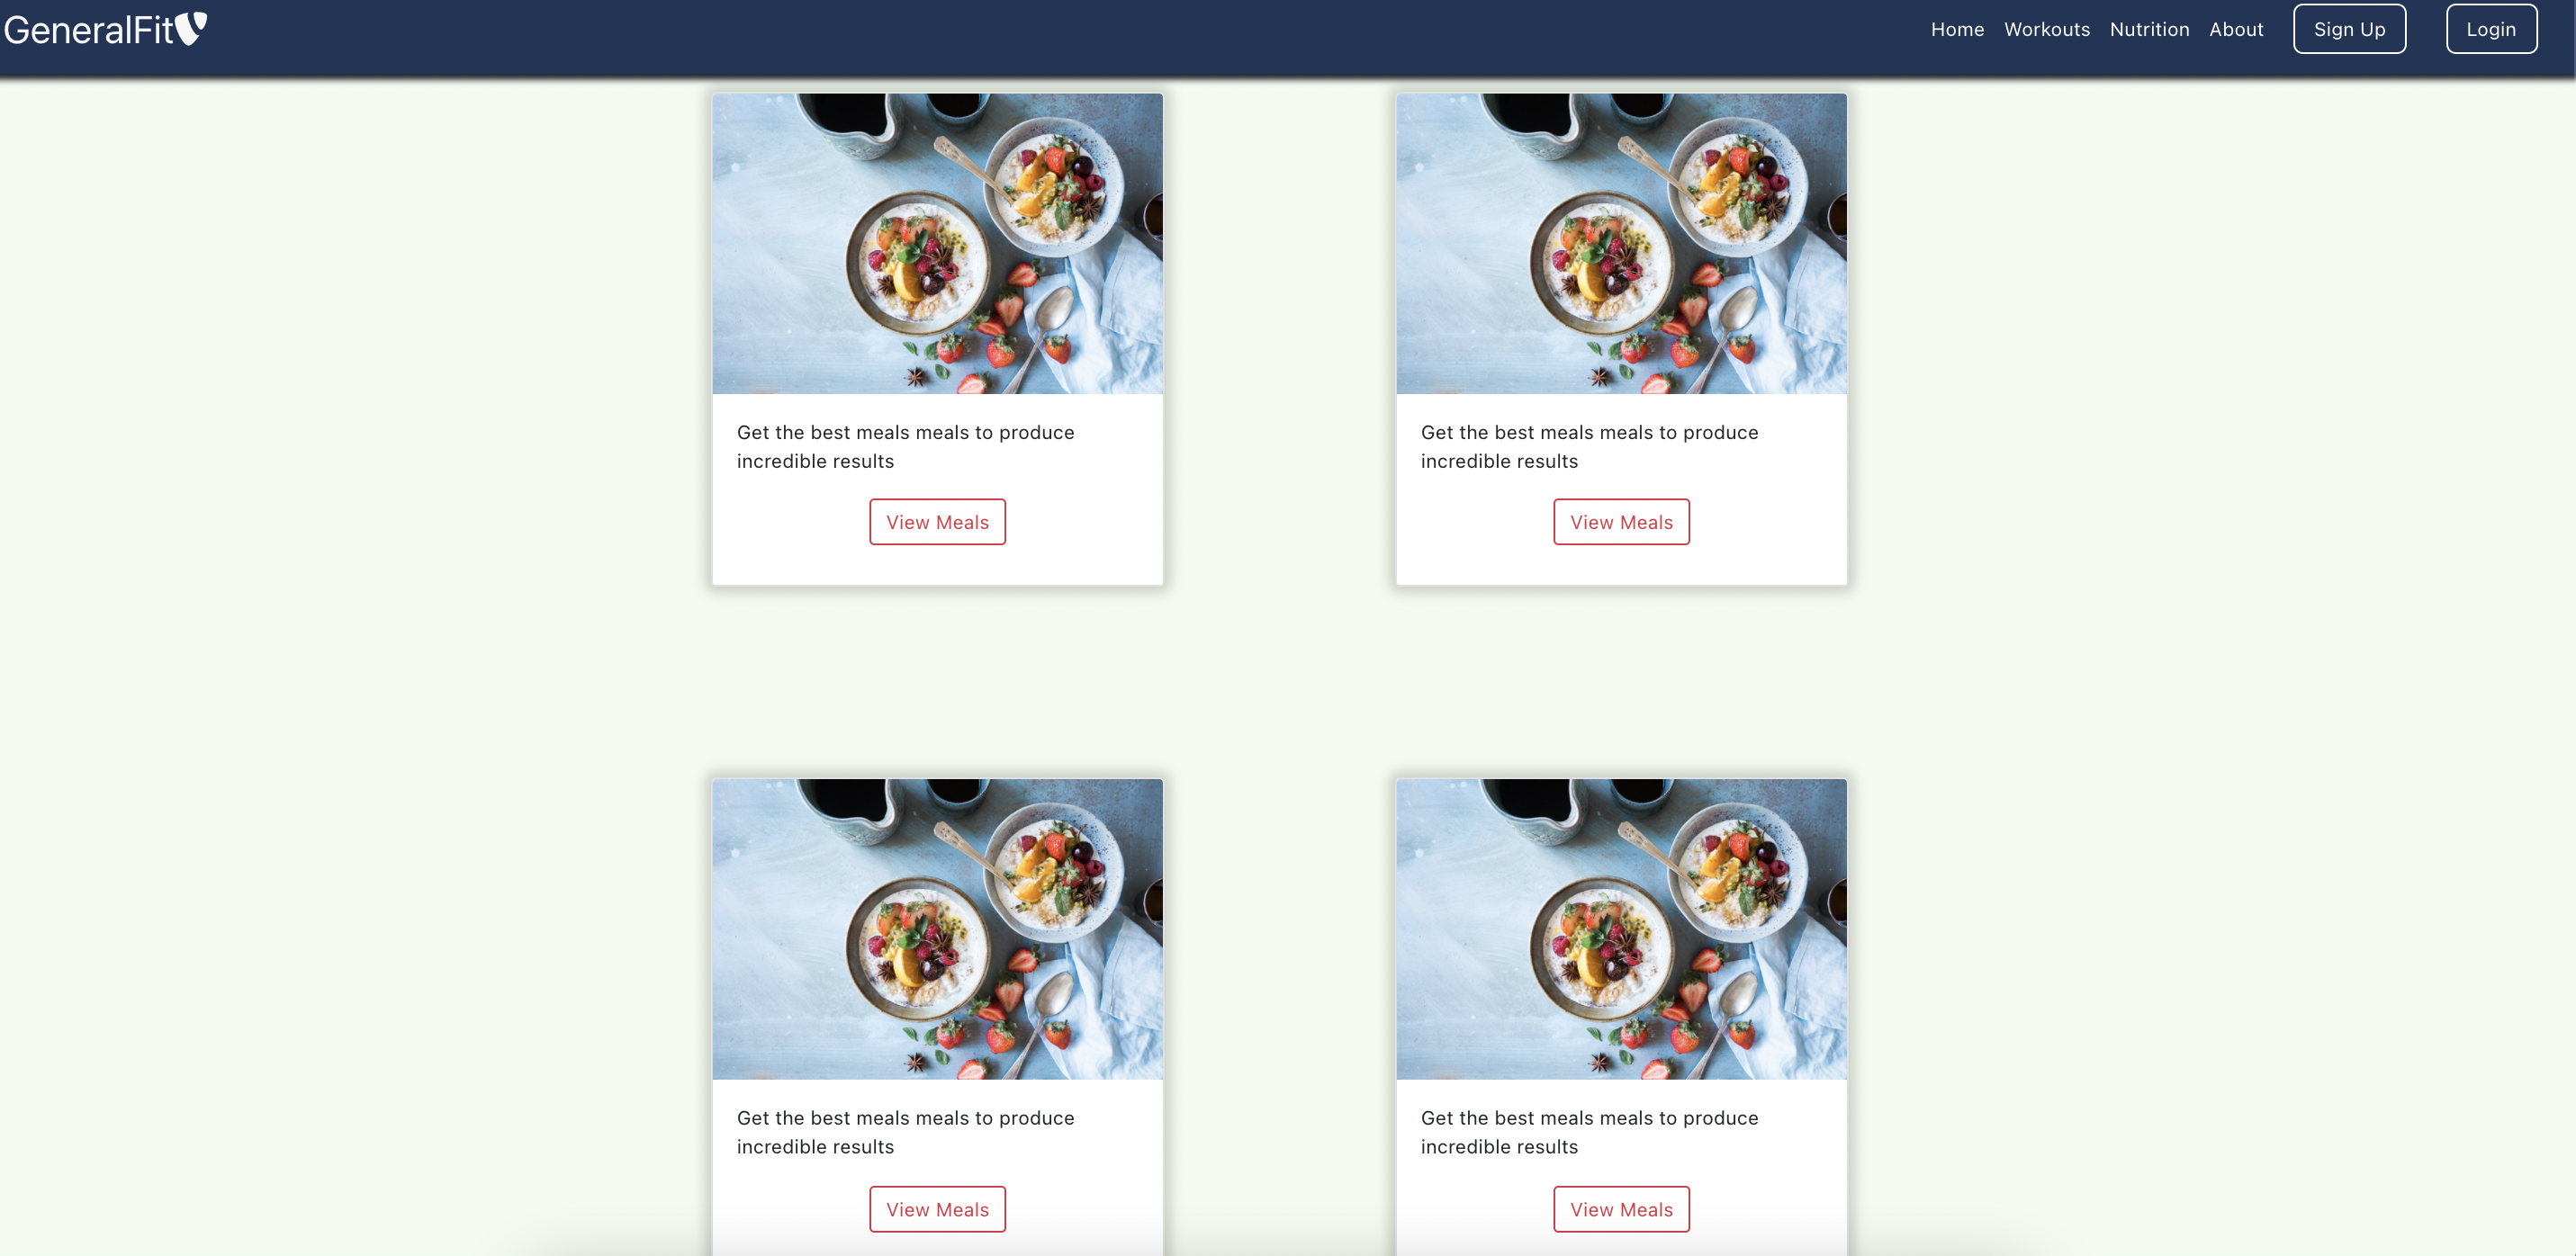 GeneralFit
Home Workouts Nutrition About Sign Up Login
Get the best meals meals to produce
incredible results
View Meals
Get the best meals meals to produce
incredible results
View Meals
Get the best meals meals to produce
incredible results
View Meals
Get the best meals meals to produce
incredible results
View Meals